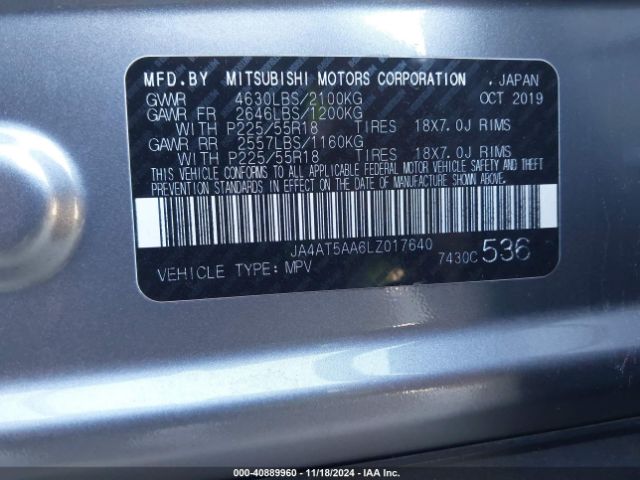 MFD.BY MITSUBISHI MOTORS CORPORATION . JAPAN
GVWR 4630LBS/2100KG OCT 2019
GAWR FR 2646LBS/1200KG
WITH P225/55R18 TIRES 18X7.0J RIMS
GAWR RR 2557LBS/1160KG
WITH P225/55R18 TIRES 18X7.0J RIMS
THIS VEHICLE CONFORMS TO ALL APPLICABLE FEDERAL MOTOR VEHICLE SAFETY AND THEFT
PREVENTION STANDARDS IN EFFECT ON THE DATE OF MANUFACTURE SHOWN ABOVE.
JA4AT5AA6LZ017640
VEHICLE TYPE: MPV 7430C 536
000-40889960 - 11/18/2024 - IAAI.com